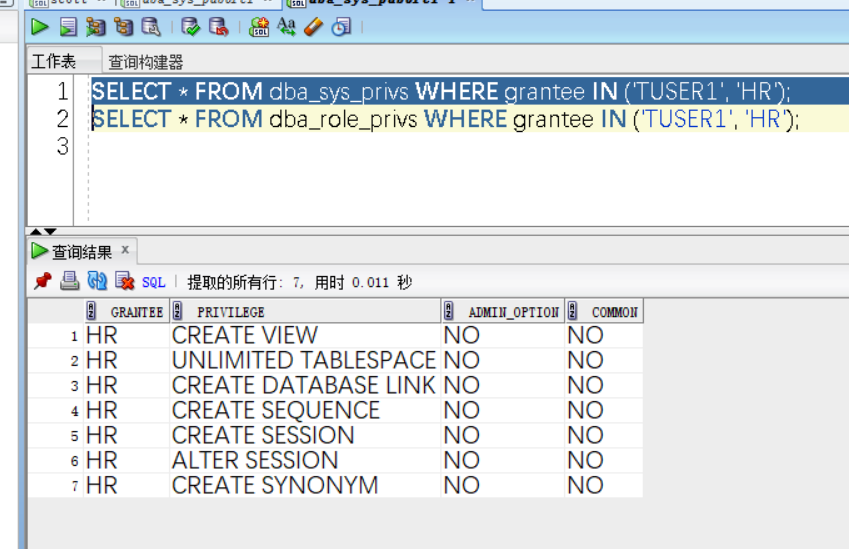 工作表 查询构建器
1 SELECT * FROM dba_sys_privs WHERE grantee IN ('TUSER1', 'HR');
2 SELECT * FROM dba_role_privs WHERE grantee IN ('TUSER1', 'HR');
3
查询结果 x
SQL | 提取的所有行: 7, 用时 0.011 秒
GRANTEE PRIVILEGE ADMIN_OPTION COMMON
1 HR CREATE VIEW NO NO
2 HR UNLIMITED TABLESPACE NO NO
3 HR CREATE DATABASE LINK NO NO
4 HR CREATE SEQUENCE NO NO
5 HR CREATE SESSION NO NO
6 HR ALTER SESSION NO NO
7 HR CREATE SYNONYM NO NO